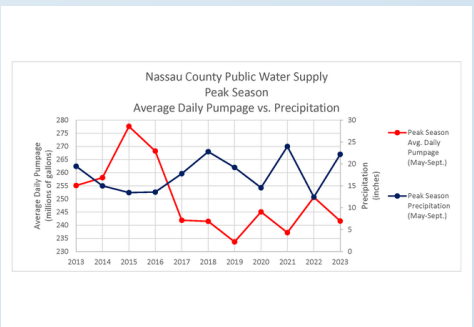 Nassau County Public Water Supply
Peak Season
Average Daily Pumpage vs. Precipitation
Average Daily Pumpage
(millions of gallons)
280
275
270
265
260
255
250
245
240
235
230
30
25
20
15
10
5
0
Precipitation
(inches)
2013 2014 2015 2016 2017 2018 2019 2020 2021 2022 2023
Peak Season
Avg. Daily
Pumpage
(May-Sept.)
Peak Season
Precipitation
(May-Sept.)